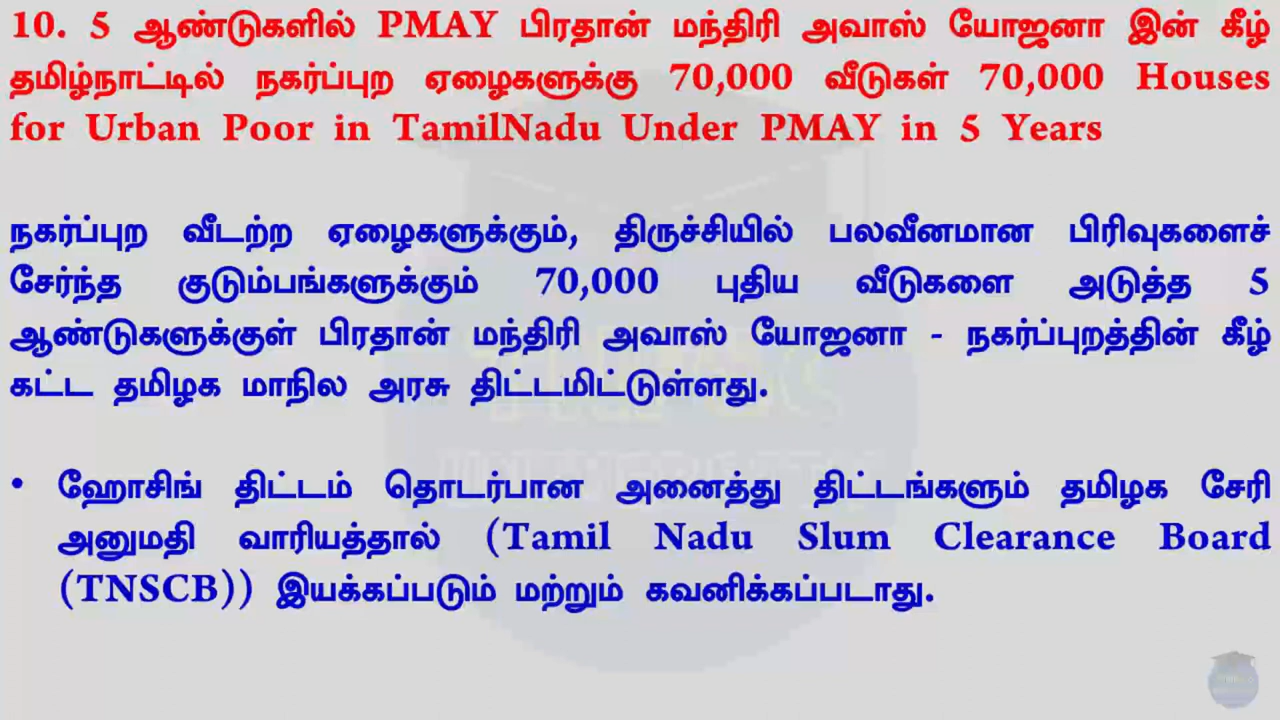 10. 5 ஆண்டுகளில் PMAY பிரதான் மந்திரி அவாஸ் யோஜனா இன் கீழ்
தமிழ்நாட்டில் நகர்ப்புற ஏழைகளுக்கு 70,000 வீடுகள் 70,000 Houses
for Urban Poor in TamilNadu Under PMAY in 5 Years
நகர்ப்புற வீடற்ற ஏழைகளுக்கும், திருச்சியில் பலவீனமான பிரிவுகளைச்
சேர்ந்த குடும்பங்களுக்கும் 70,000 புதிய வீடுகளை அடுத்த 5
ஆண்டுகளுக்குள் பிரதான் மந்திரி அவாஸ் யோஜனா - நகர்ப்புறத்தின் கீழ்
கட்ட தமிழக மாநில அரசு திட்டமிட்டுள்ளது.
• ஹோசிங் திட்டம் தொடர்பான அனைத்து திட்டங்களும் தமிழக சேரி
அனுமதி வாரியத்தால் (Tamil Nadu Slum Clearance Board
(TNSCB)) இயக்கப்படும் மற்றும் கவனிக்கப்படாது.